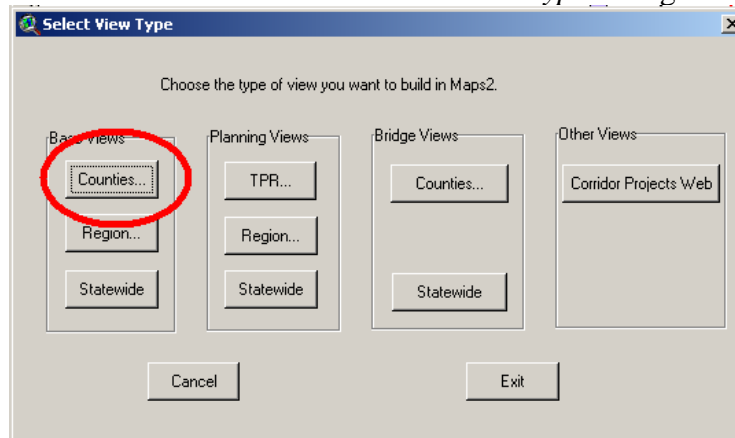 Select View Type
Choose the type of view you want to build in Maps2.
Base Views
Counties...
Region...
Statewide
Planning Views
TPR...
Region...
Statewide
Bridge Views
Counties...
Statewide
Other Views
Corridor Projects Web
Cancel
Exit